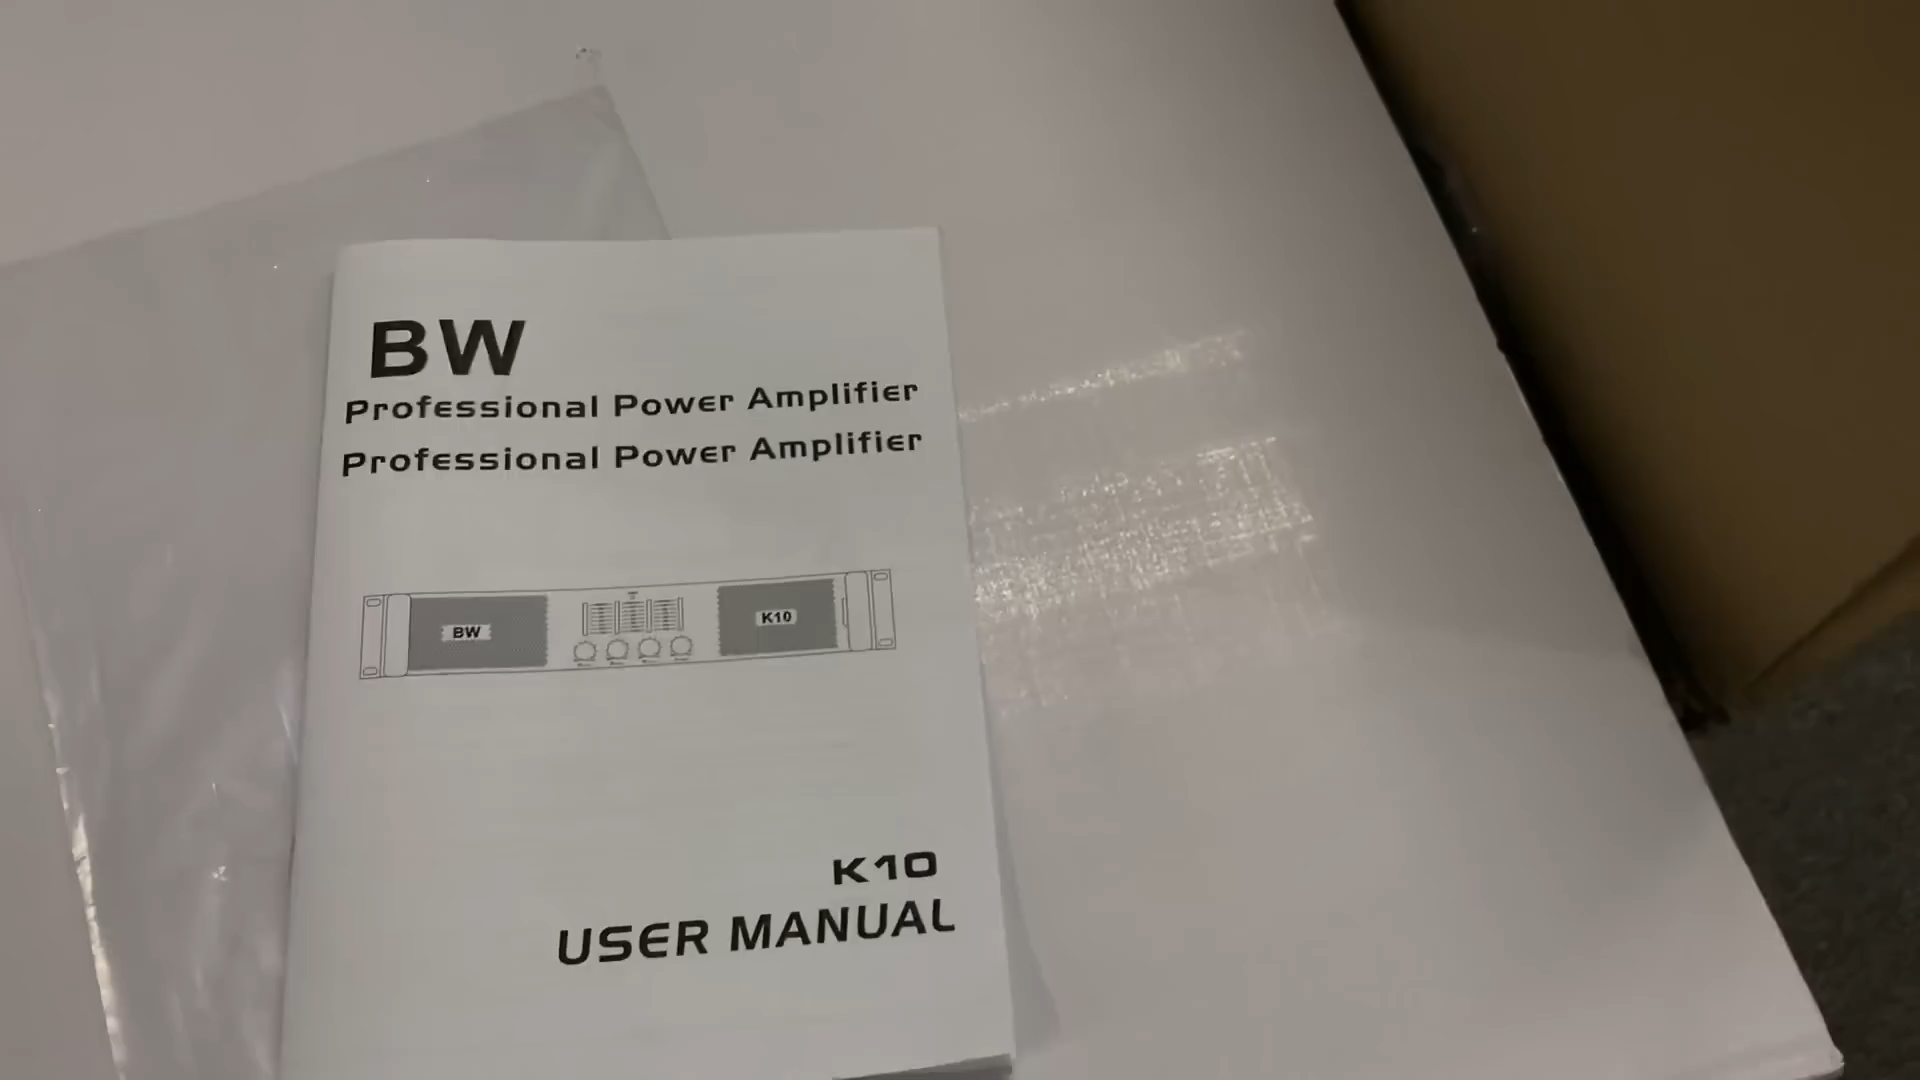 BW
Professional Power Amplifier
Professional Power Amplifier
BW
K10
K10
USER MANUAL